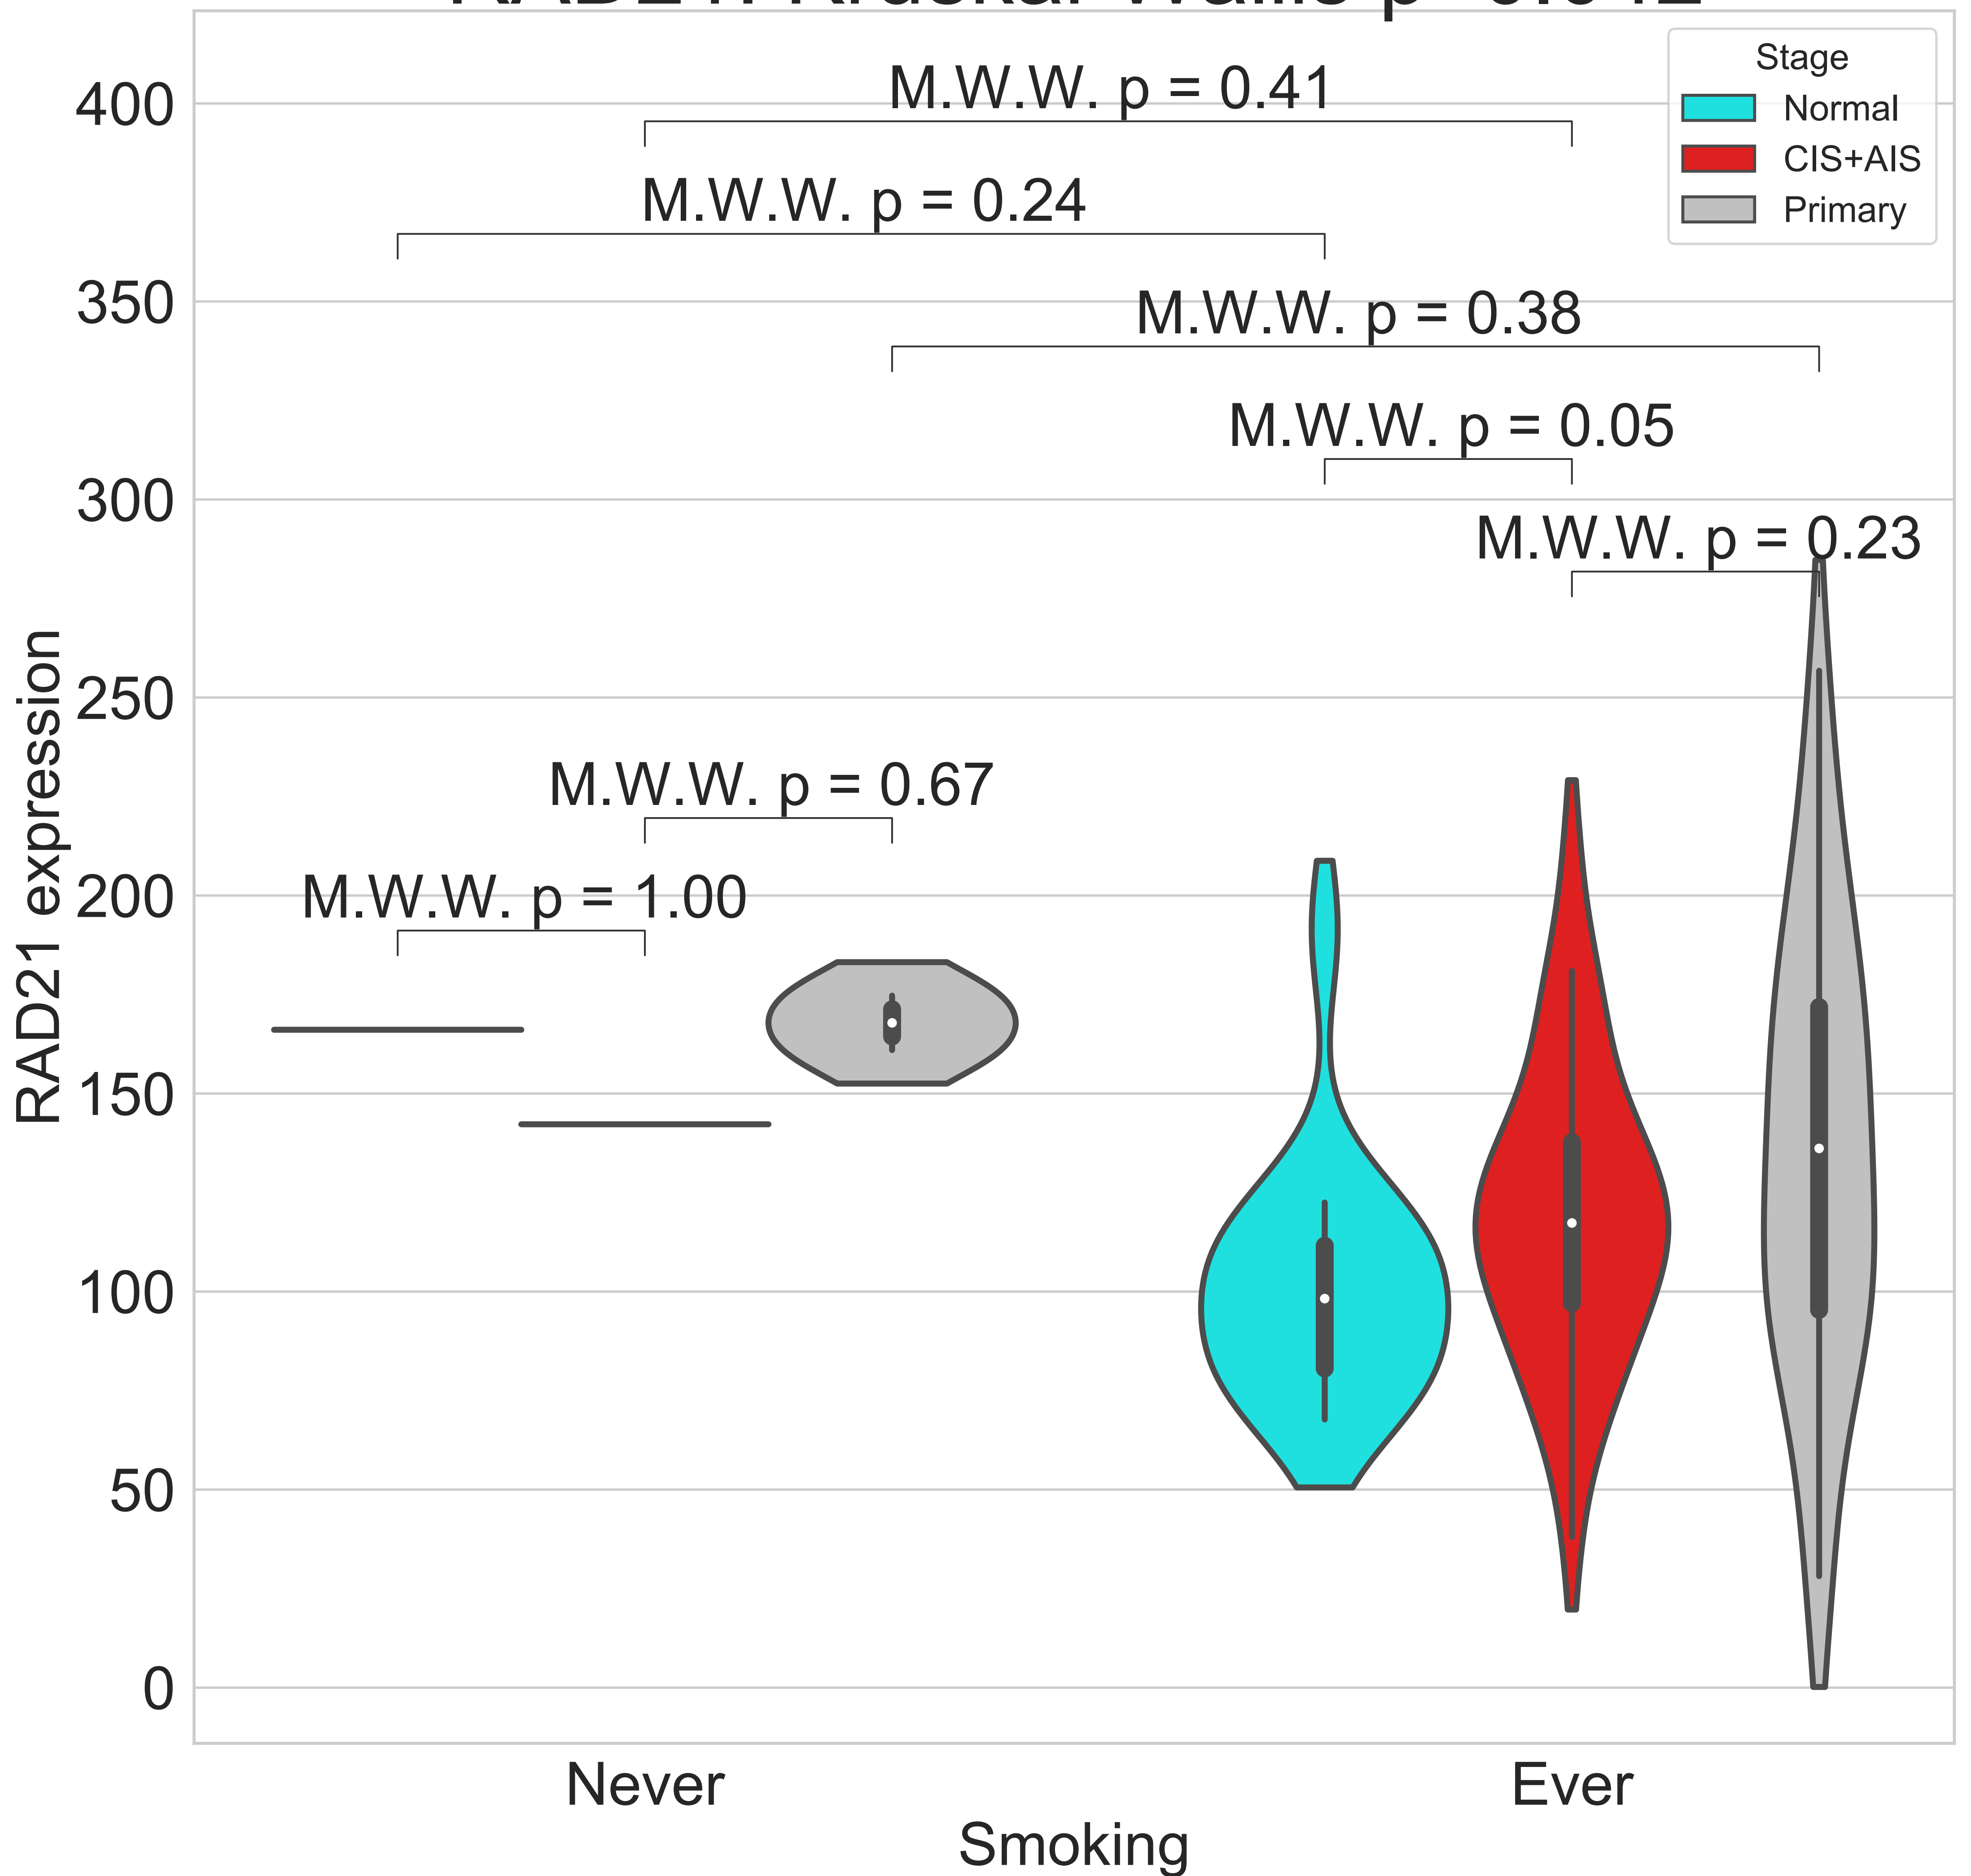 Stage
Normal
CIS+AIS
Primary
M.W.W. p = 0.41
M.W.W. p = 0.24
M.W.W. p = 0.38
M.W.W. p = 0.05
M.W.W. p = 0.23
M.W.W. p = 0.67
M.W.W. p = 1.00
400
350
300
250
200
150
100
50
0
RAD21 expression
Never
Ever
Smoking